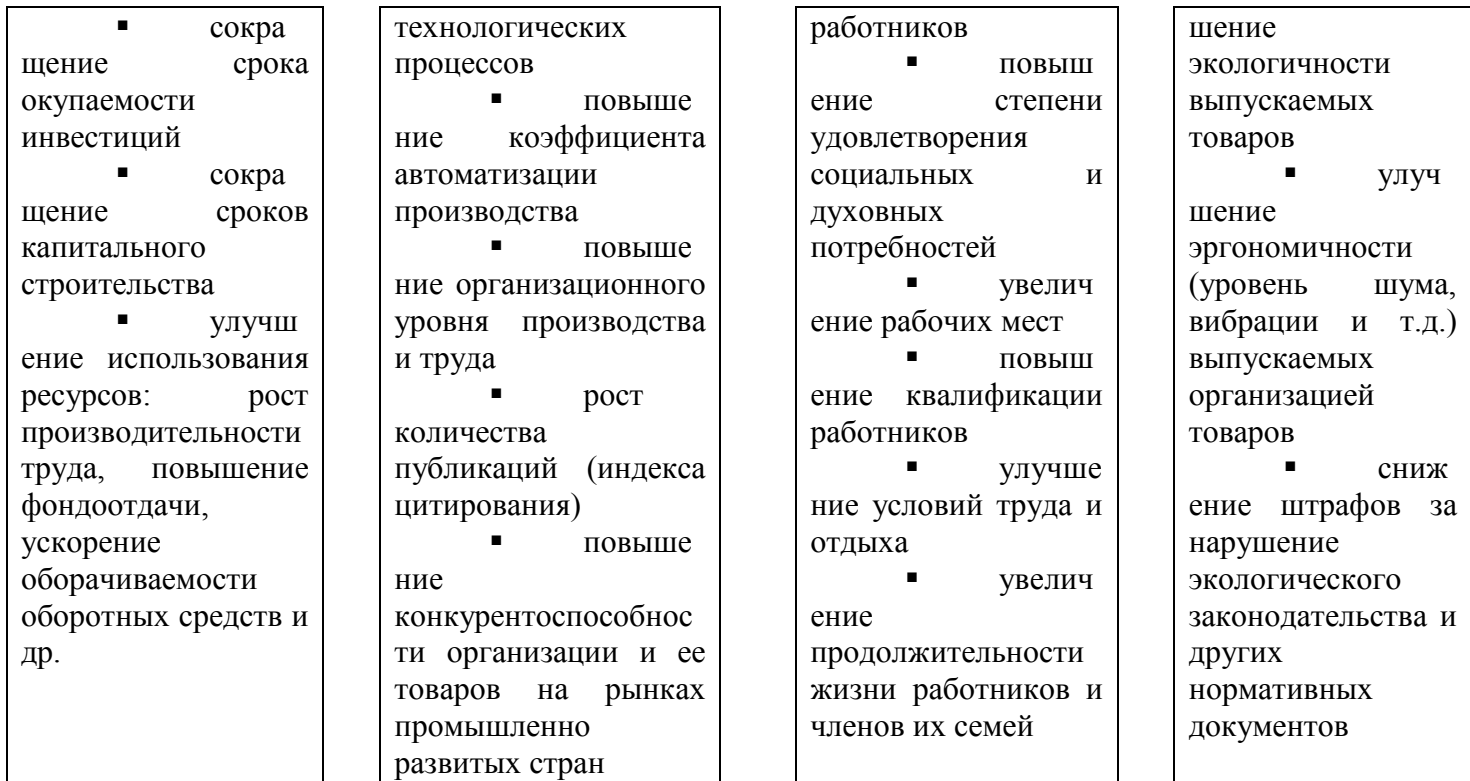 ▪ сокра
щение срока
окупаемости
инвестиций
▪ сокра
щение сроков
капитального
строительства
▪ улучш
ение использования
ресурсов: рост
производительности
труда, повышение
фондоотдачи,
ускорение
оборачиваемости
оборотных средств и
др.
технологических
процессов
▪ повыше
ние коэффициента
автоматизации
производства
▪ повыше
ние организационного
уровня производства
и труда
▪ рост
количества
публикаций (индекса
цитирования)
▪ повыше
ние
конкурентоспособнос
ти организации и ее
товаров на рынках
промышленно
развитых стран
работников
▪ повыш
ение степени
удовлетворения
социальных и
духовных
потребностей
▪ увелич
ение рабочих мест
▪ повыш
ение квалификации
работников
▪ улучше
ние условий труда и
отдыха
▪ увелич
ение
продолжительности
жизни работников и
членов их семей
шение
экологичности
выпускаемых
товаров
▪ улуч
шение
эргономичности
(уровень шума,
вибрации и т.д.)
выпускаемых
организацией
товаров
▪ сниж
ение штрафов за
нарушение
экологического
законодательства и
других
нормативных
документов